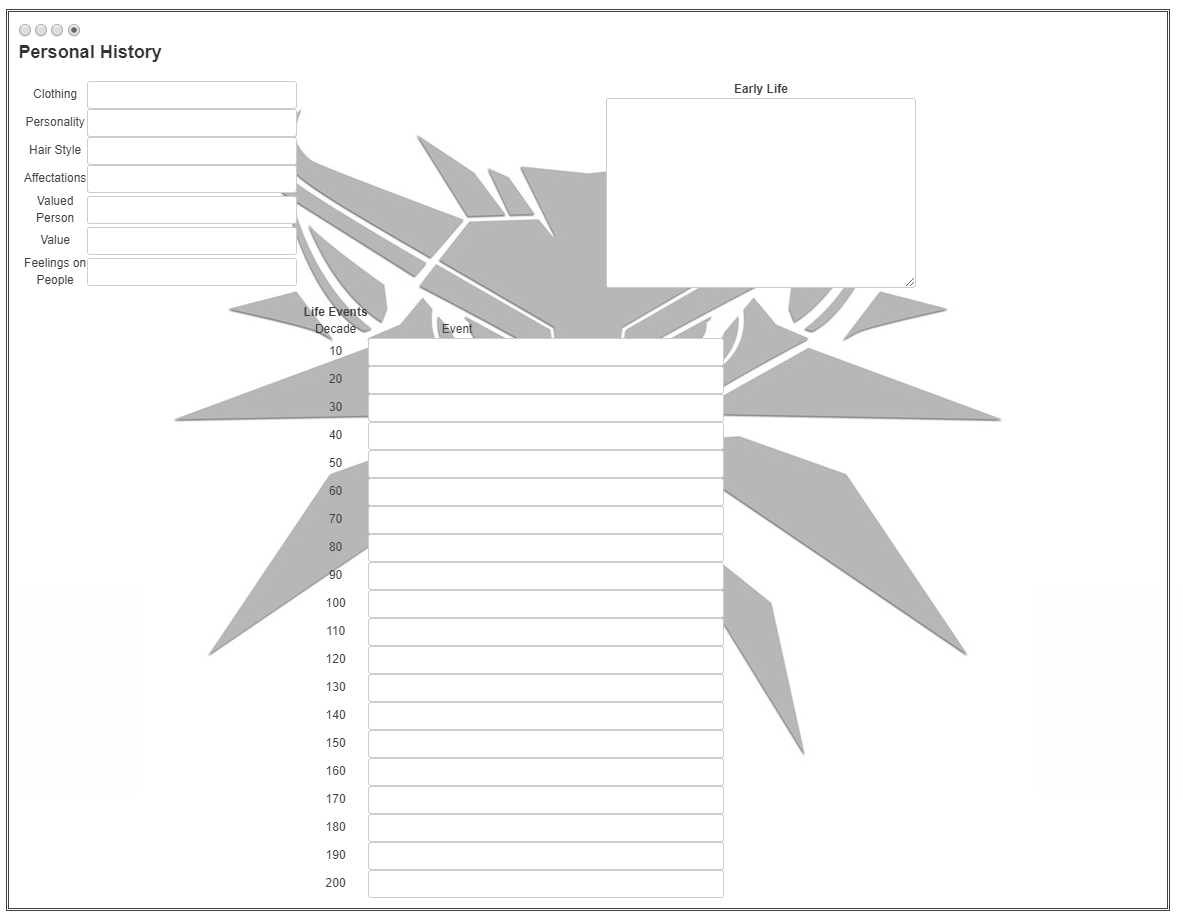 Personal History
Clothing
Personality
Hair Style
Affectations
Valued
Person
Value
Feelings on
People
Early Life
Life Events
Decade Event
10
20
30
40
50
60
70
80
90
100
110
120
130
140
150
160
170
180
190
200